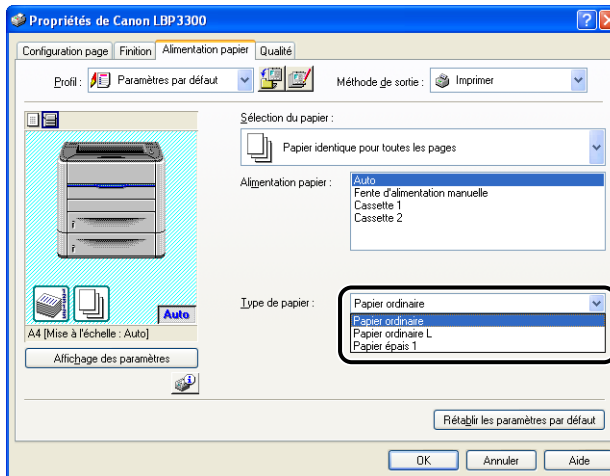 Propriétés de Canon LBP3300
Configuration page Finition Alimentation papier Qualité
Profil : Paramètres par défaut Méthode de sortie : Imprimer
Sélection du papier :
Papier identique pour toutes les pages
Alimentation papier : Auto
Fente d'alimentation manuelle
Cassette 1
Cassette 2
Type de papier : Papier ordinaire
Papier ordinaire
Papier ordinaire L
Papier épais 1
Auto
A4 [Mise à l'échelle : Auto]
Affichage des paramètres
Rétablir les paramètres par défaut
OK Annuler Aide